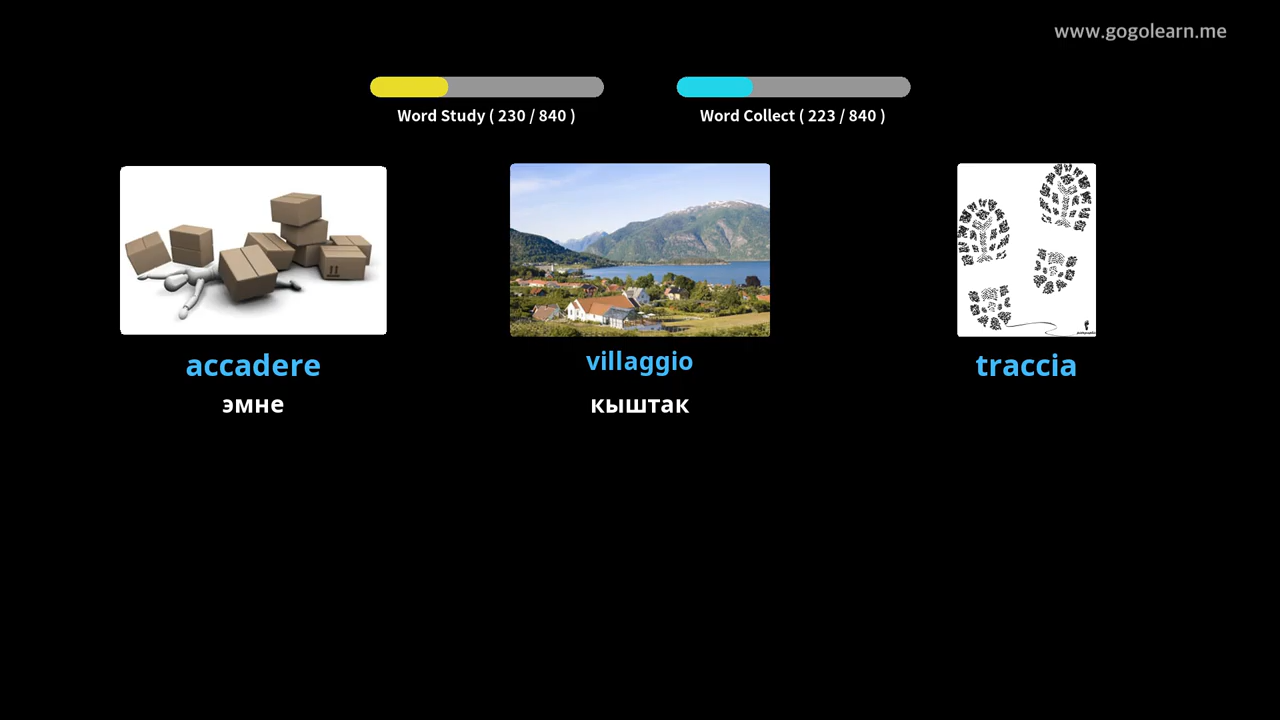 www.gogolearn.me
Word Study ( 230 / 840 )
Word Collect ( 223 / 840 )
accadere
villaggio
traccia
эмне
кыштак